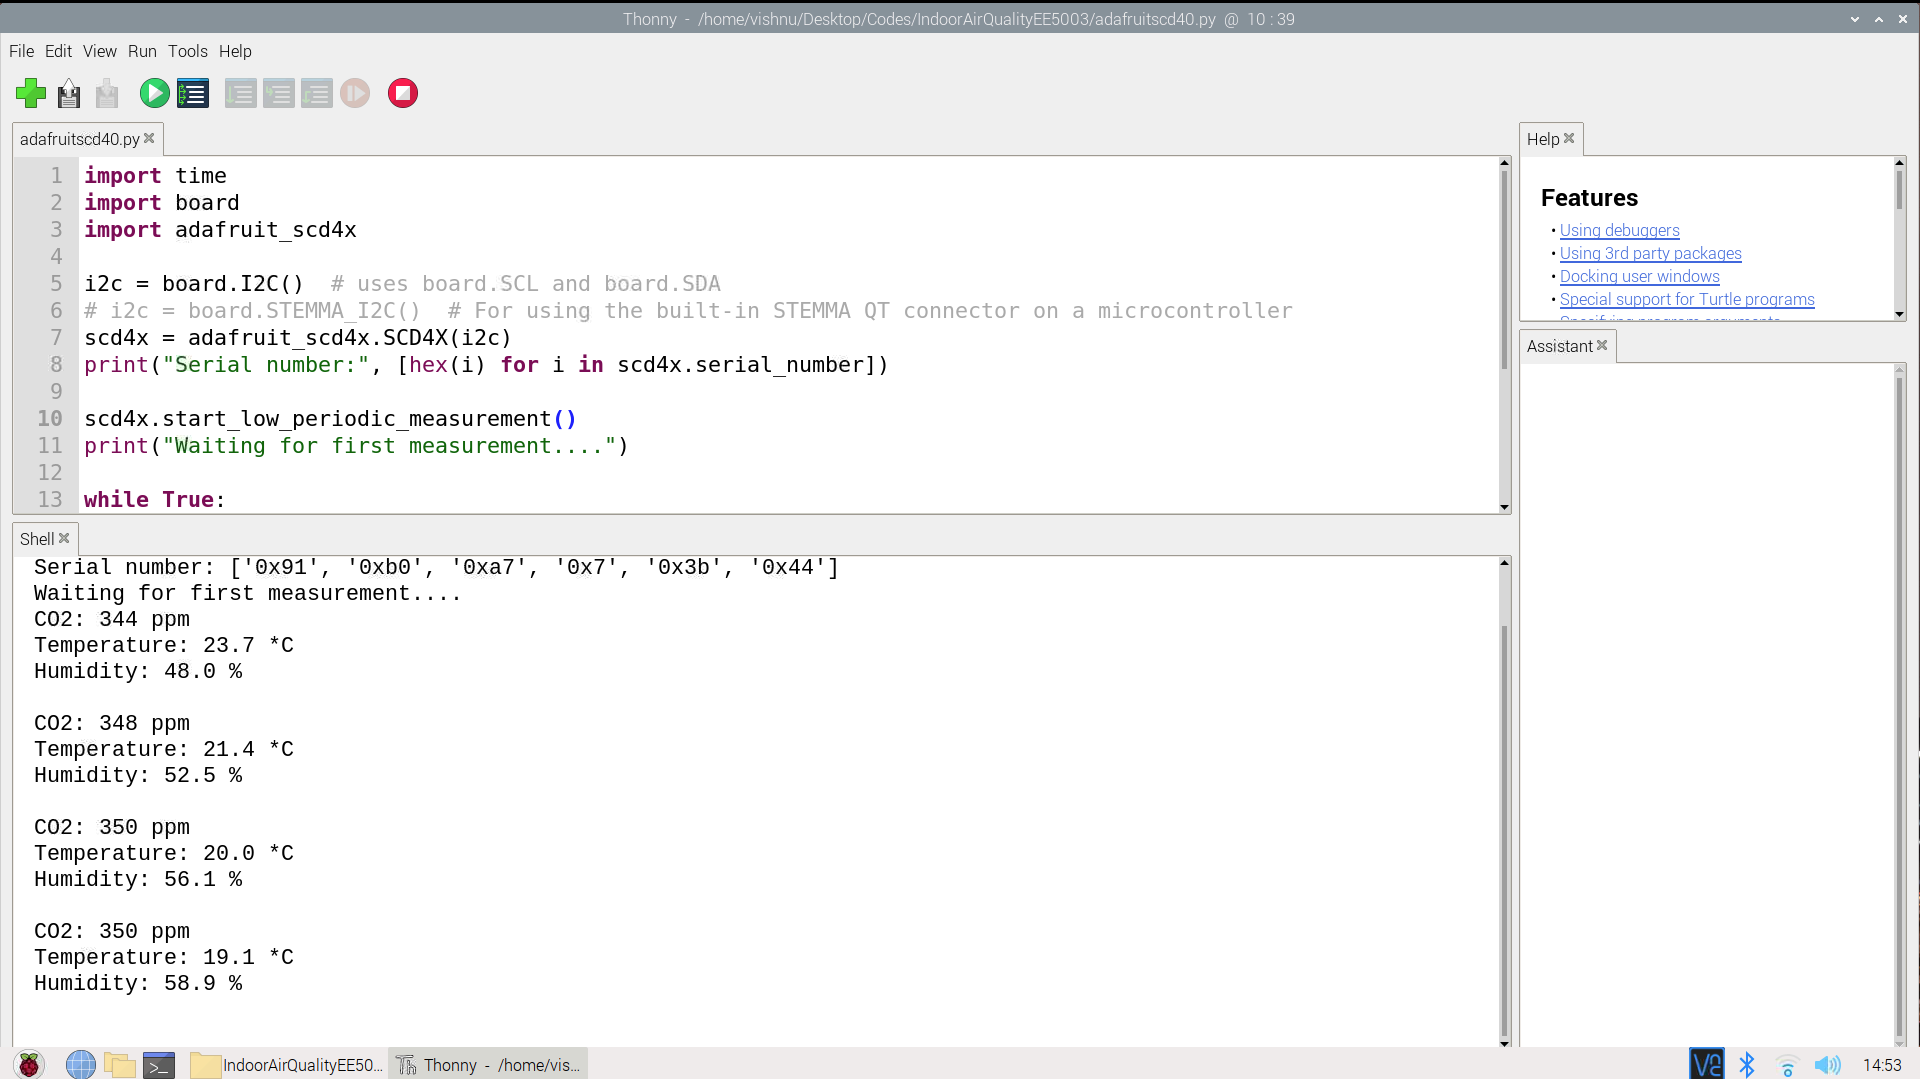 Thonny - /home/vishnu/Desktop/Codes/IndoorAirQualityEE5003/adafruitscd40.py @ 10 : 39
File Edit View Run Tools Help
adafruitscd40.py
1 import time
2 import board
3 import adafruit_scd4x
4
5 i2c = board.I2C()  # uses board.SCL and board.SDA
6 # i2c = board.STEMMA_I2C()  # For using the built-in STEMMA QT connector on a microcontroller
7 scd4x = adafruit_scd4x.SCD4X(i2c)
8 print("Serial number:", [hex(i) for i in scd4x.serial_number])
9
10 scd4x.start_low_periodic_measurement()
11 print("Waiting for first measurement....")
12
13 while True:
Shell
Serial number: ['0x91', '0xb0', '0xa7', '0x7', '0x3b', '0x44']
Waiting for first measurement....
CO2: 344 ppm
Temperature: 23.7 *C
Humidity: 48.0 %
CO2: 348 ppm
Temperature: 21.4 *C
Humidity: 52.5 %
CO2: 350 ppm
Temperature: 20.0 *C
Humidity: 56.1 %
CO2: 350 ppm
Temperature: 19.1 *C
Humidity: 58.9 %
Help
Features
• Using debuggers
• Using 3rd party packages
• Docking user windows
• Special support for Turtle programs
Assistant
IndoorAirQualityEE50...
Thonny - /home/vis...
14:53